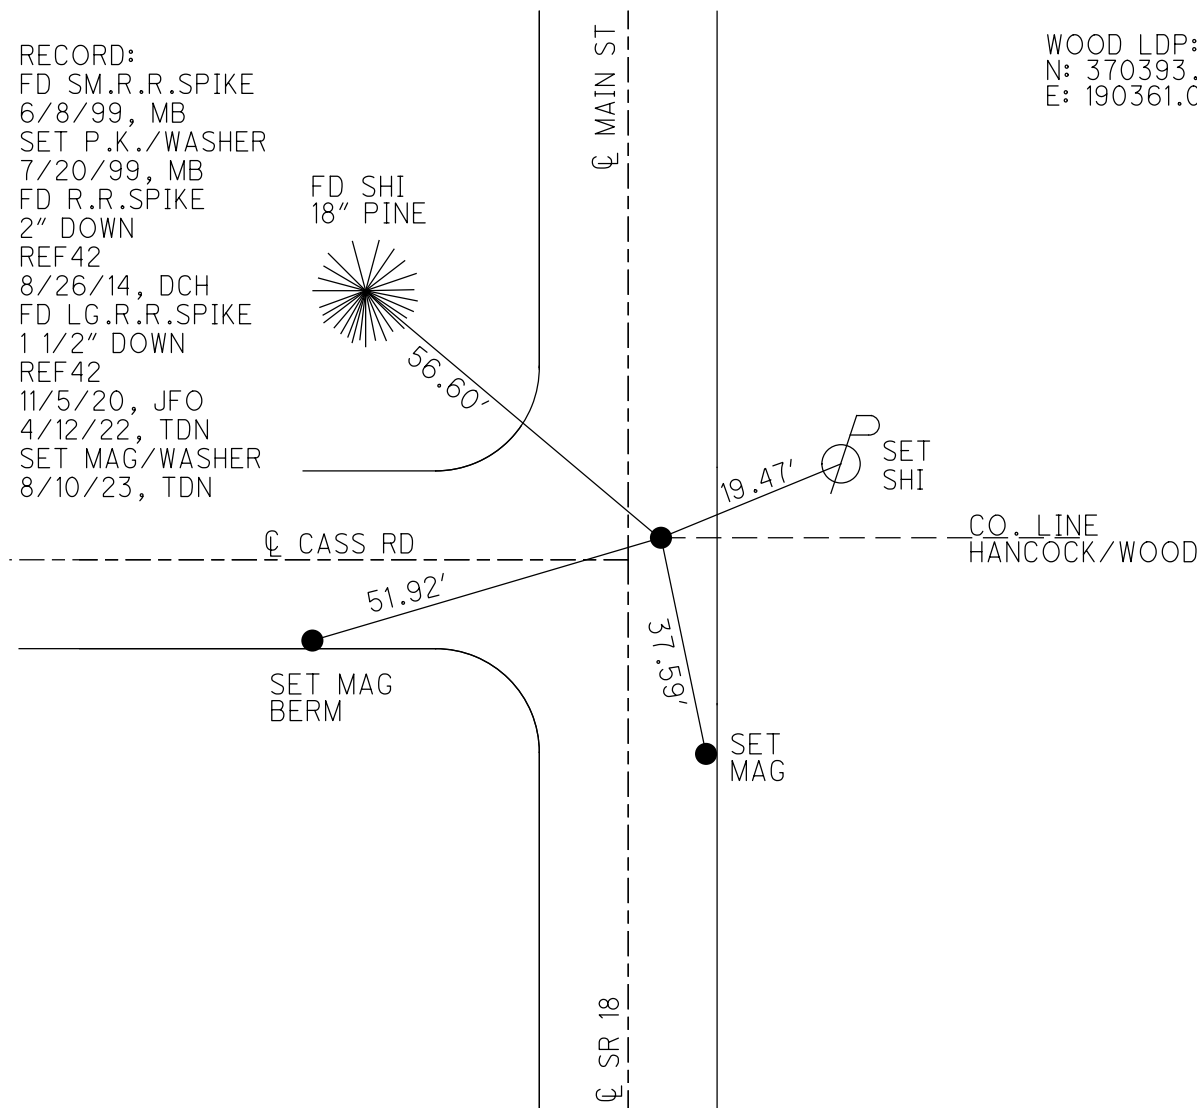 RECORD:
FD SM.R.R.SPIKE
6/8/99, MB
SET P.K./WASHER
7/20/99, MB
FD R.R.SPIKE
2" DOWN
REF42
8/26/14, DCH
FD LG.R.R.SPIKE
1 1/2" DOWN
REF42
11/5/20, JFO
4/12/22, TDN
SET MAG/WASHER
8/10/23, TDN
FD SHI
18" PINE
℄ MAIN ST
WOOD LDP:
N: 370393.
E: 190361.0
56.60'
19.47'
SET
SHI
℄ CASS RD
CO. LINE
HANCOCK/WOOD
51.92'
37.59'
SET MAG
BERM
SET
MAG
℄ SR 18